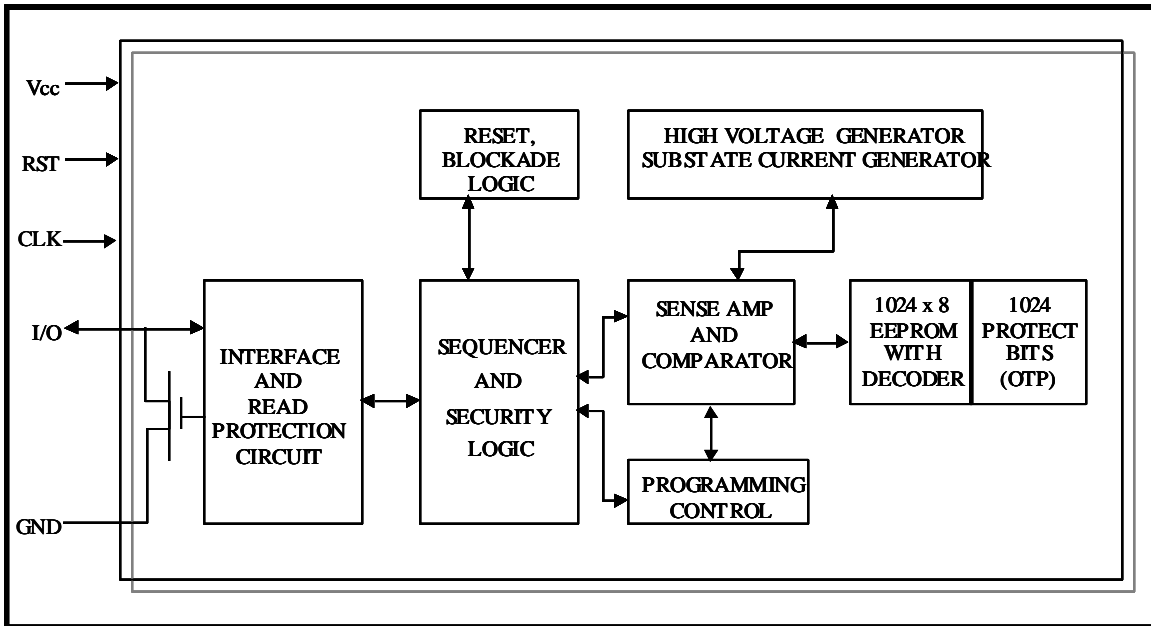 Vcc
RST
CLK
I/O
GND
RESET,
BLOCKADE
LOGIC
HIGH VOLTAGE GENERATOR
SUBSTATE CURRENT GENERATOR
INTERFACE
AND
READ
PROTECTION
CIRCUIT
SEQUENCER
AND
SECURITY
LOGIC
SENSE AMP
AND
COMPARATOR
1024 x 8
EEPROM
WITH
DECODER
1024
PROTECT
BITS
(OTP)
PROGRAMMING
CONTROL